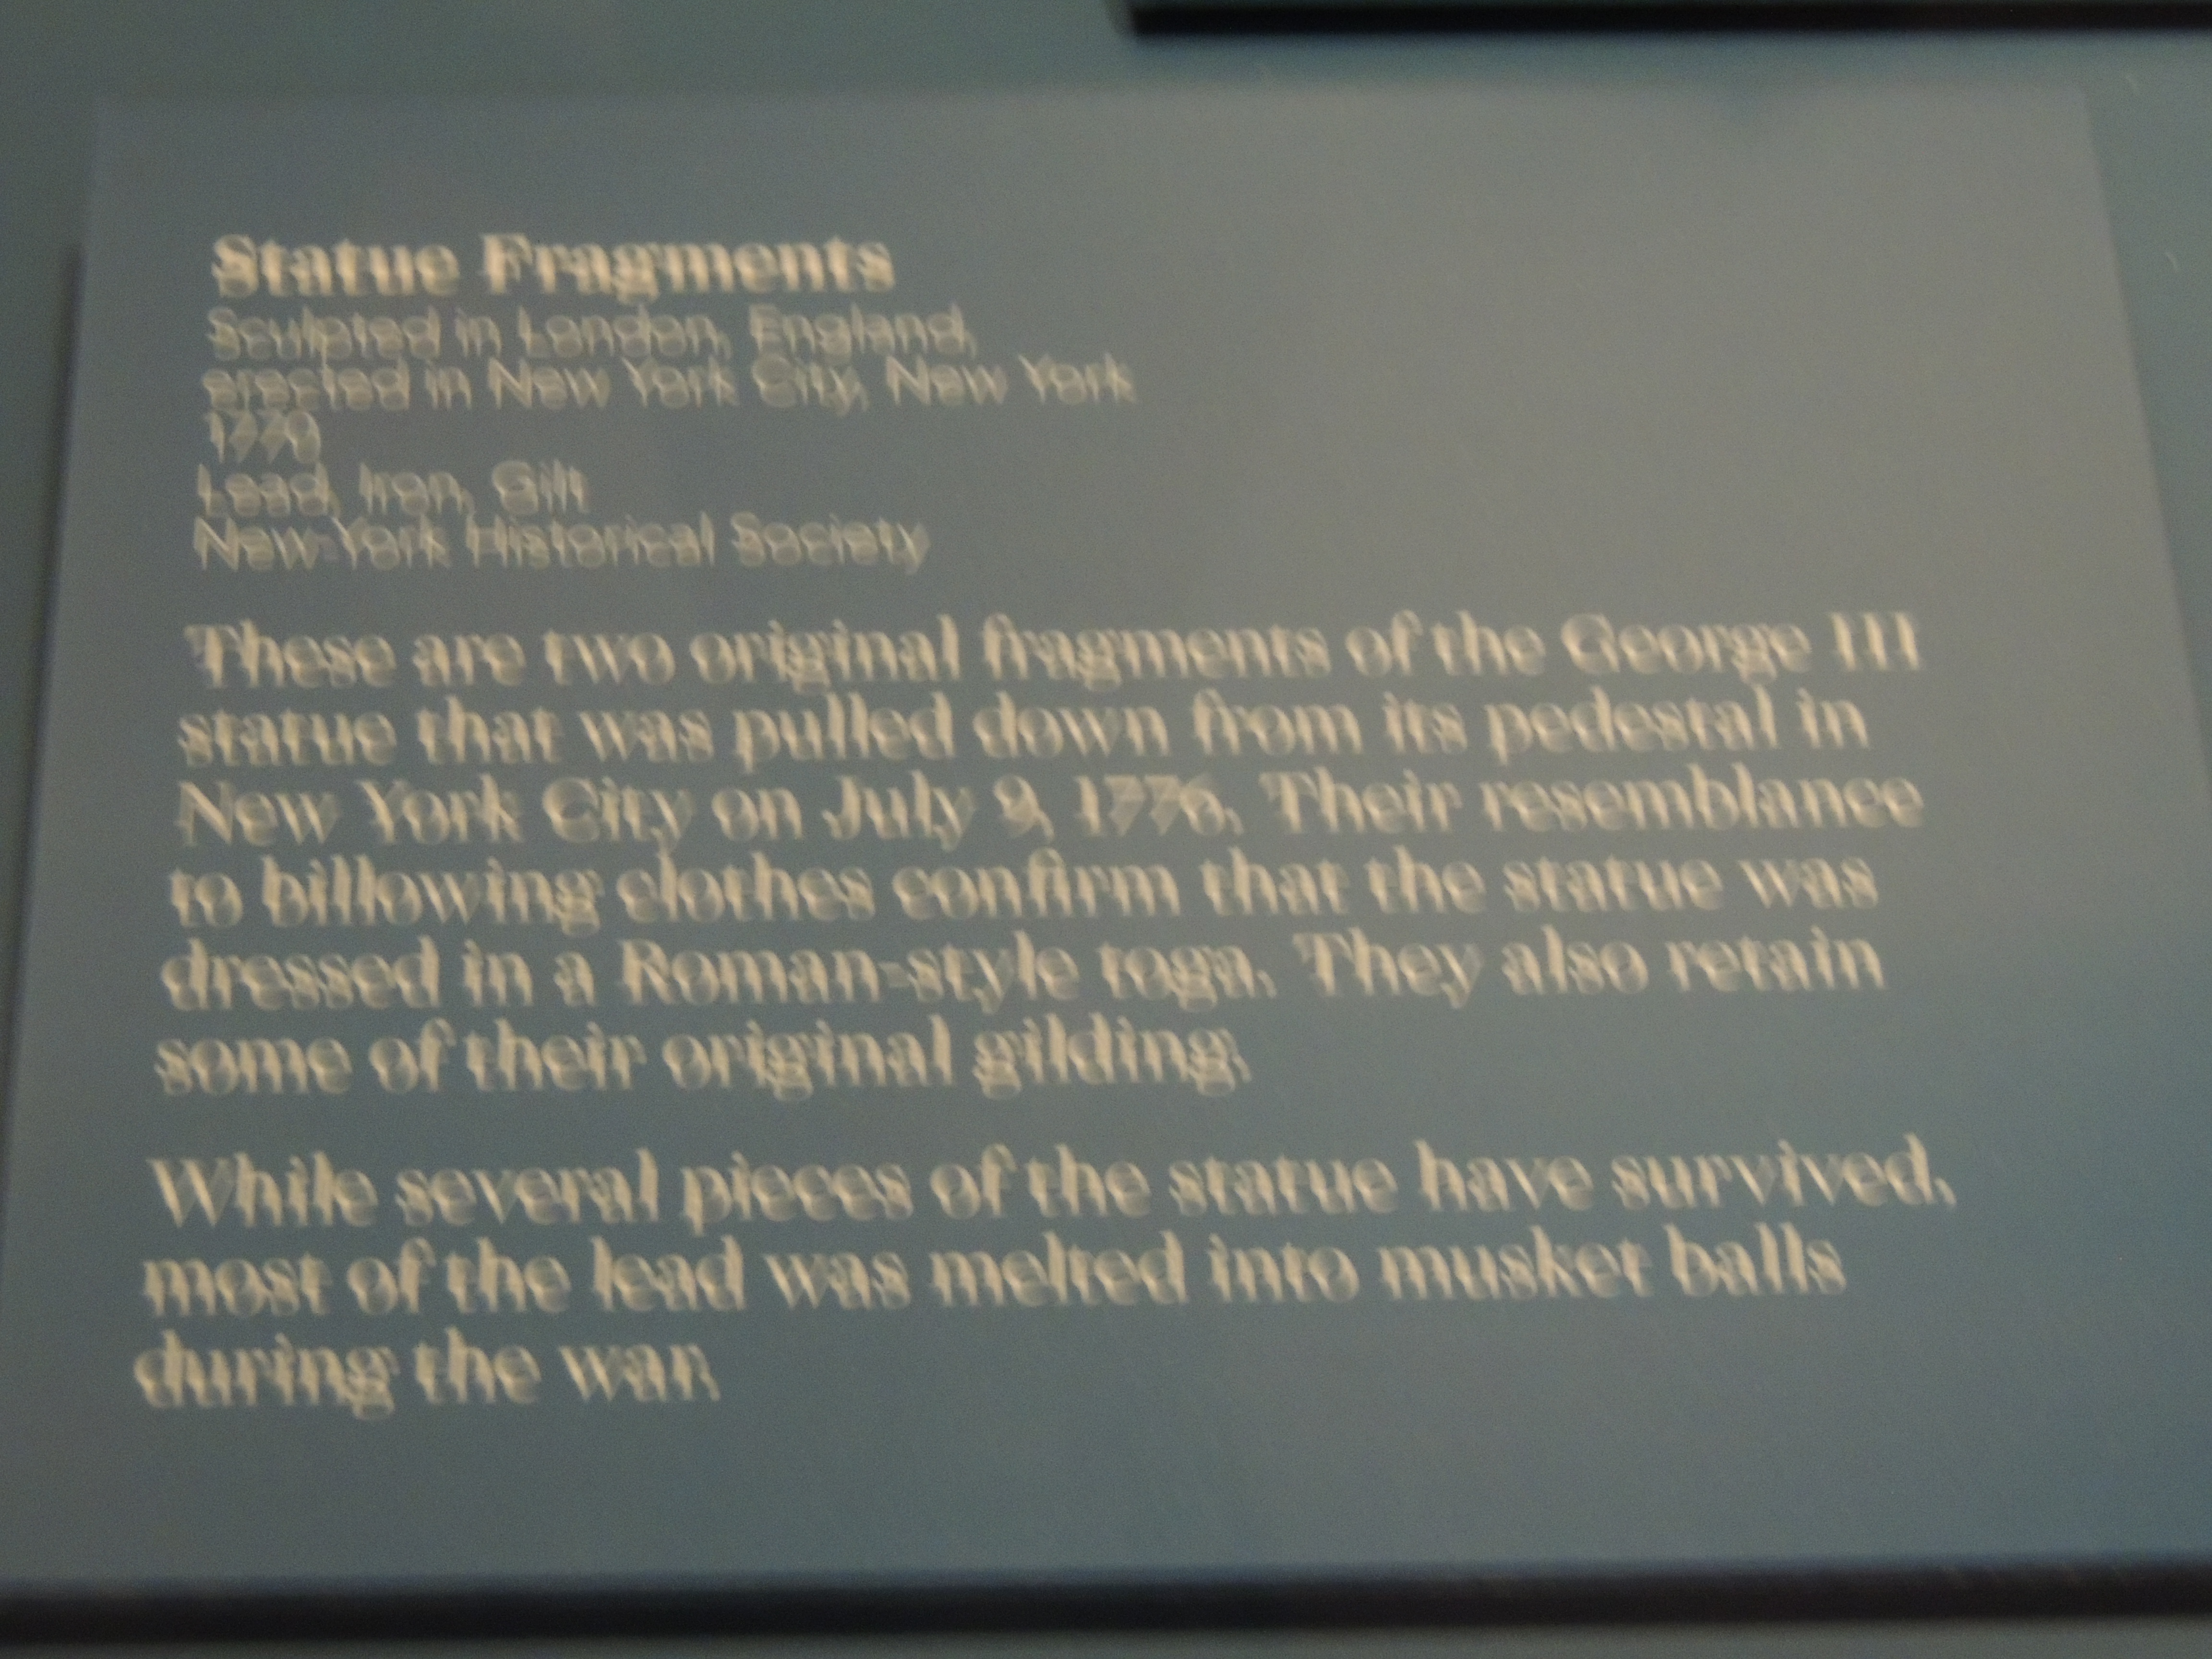 Statue Fragments
Sculpted in London, England,
erected in New York City, New York
1770
Lead, Iron, Gilt
New-York Historical Society
These are two original fragments of the George III
statue that was pulled down from its pedestal in
New York City on July 9, 1776. Their resemblance
to billowing clothes confirm that the statue was
dressed in a Roman-style toga. They also retain
some of their original gilding.
While several pieces of the statue have survived,
most of the lead was melted into musket balls
during the war.